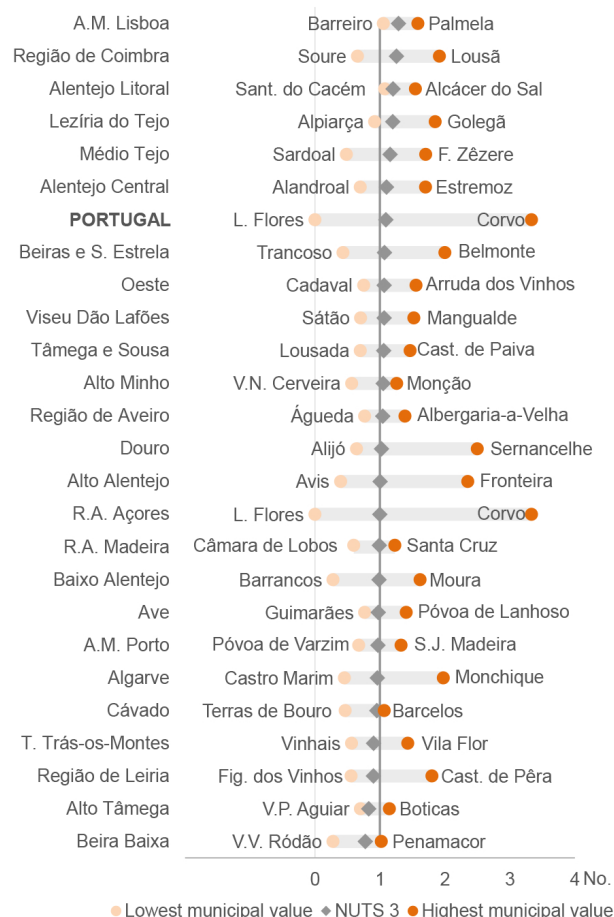 A.M. Lisboa Barreiro Palmela
Região de Coimbra Soure Lousã
Alentejo Litoral Sant. do Cacém Alcácer do Sal
Lezíria do Tejo Alpiarça Golegã
Médio Tejo Sardoal F. Zêzere
Alentejo Central Alandroal Estremoz
PORTUGAL L. Flores Corvo
Beiras e S. Estrela Trancoso Belmonte
Oeste Cadaval Arruda dos Vinhos
Viseu Dão Lafões Sátão Mangualde
Tâmega e Sousa Lousada Cast. de Paiva
Alto Minho V.N. Cerveira Monção
Região de Aveiro Águeda Albergaria-a-Velha
Douro Alijó Sernancelhe
Alto Alentejo Avis Fronteira
R.A. Açores L. Flores Corvo
R.A. Madeira Câmara de Lobos Santa Cruz
Baixo Alentejo Barrancos Moura
Ave Guimarães Póvoa de Lanhoso
A.M. Porto Póvoa de Varzim S.J. Madeira
Algarve Castro Marim Monchique
Cávado Terras de Bouro Barcelos
T. Trás-os-Montes Vinhais Vila Flor
Região de Leiria Fig. dos Vinhos Cast. de Pêra
Alto Tâmega V.P. Aguiar Boticas
Beira Baixa V.V. Ródão Penamacor
0 1 2 3 4 No.
Lowest municipal value NUTS 3 Highest municipal value